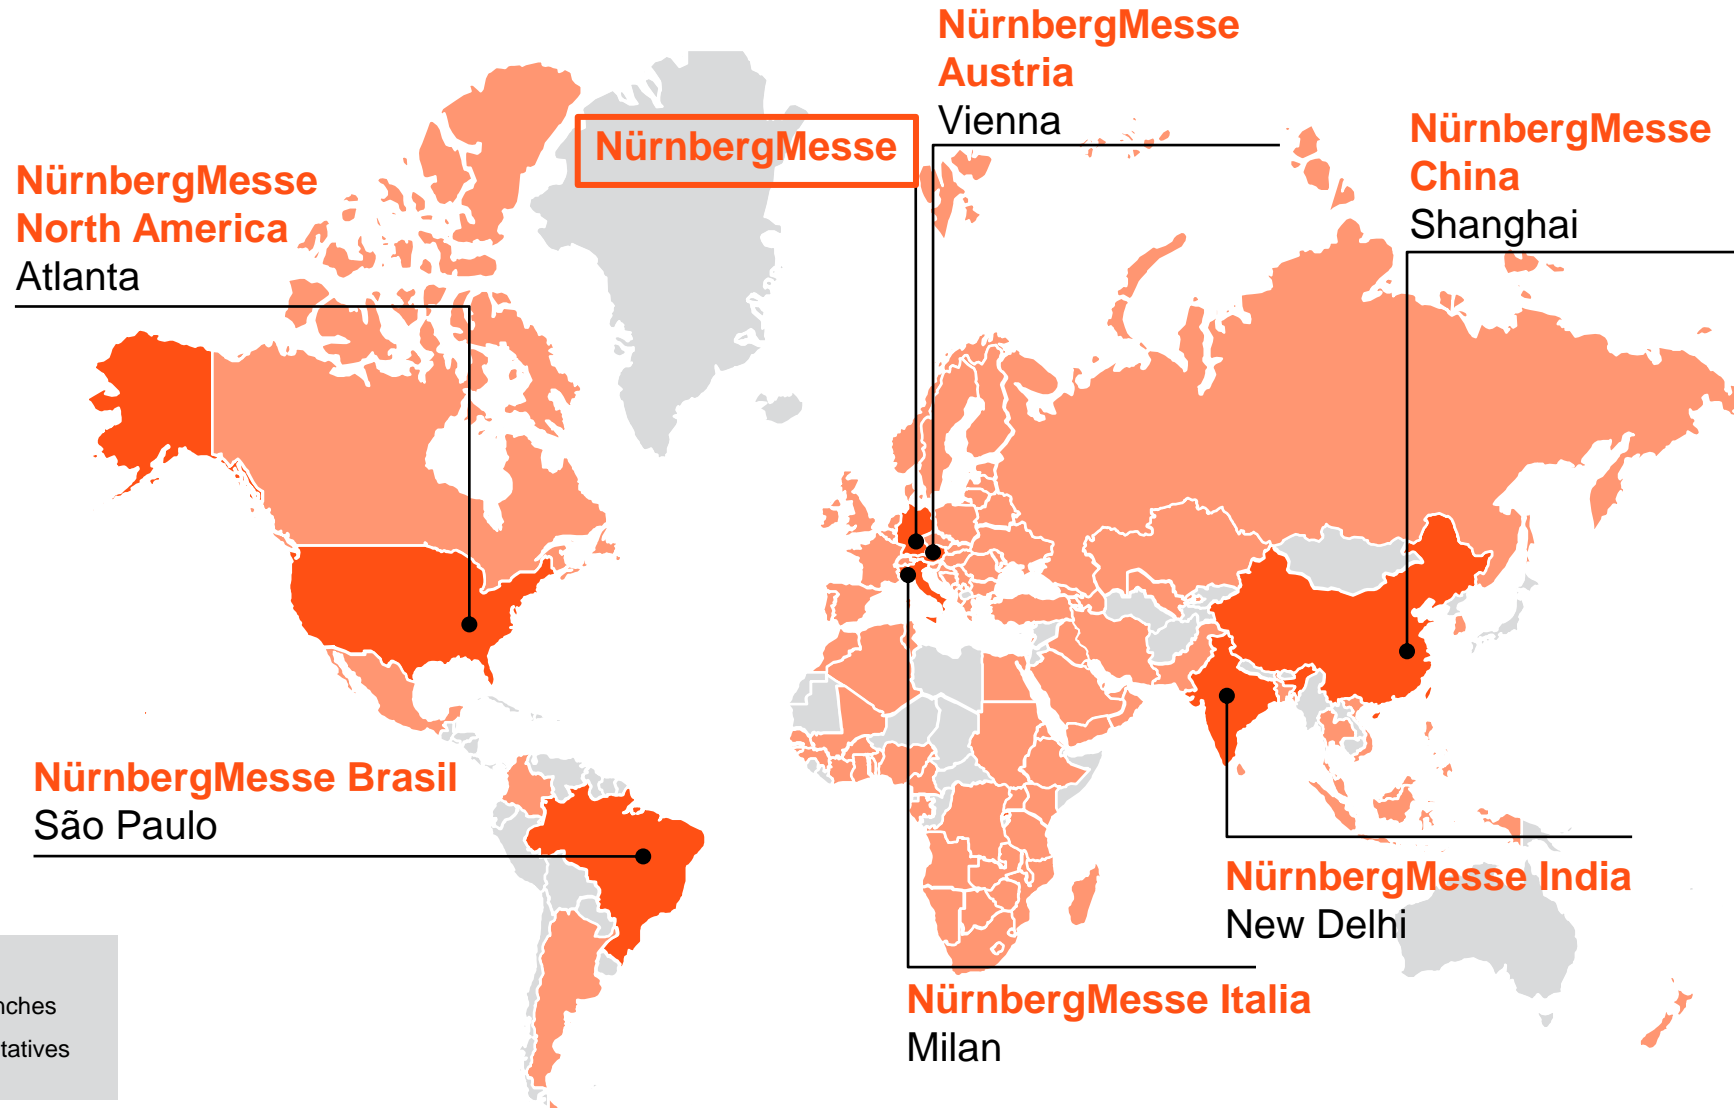 NürnbergMesse
Austria
Vienna
NürnbergMesse
NürnbergMesse
China
Shanghai
NürnbergMesse
North America
Atlanta
NürnbergMesse Brasil
São Paulo
NürnbergMesse India
New Delhi
NürnbergMesse Italia
Milan
nches
tatives